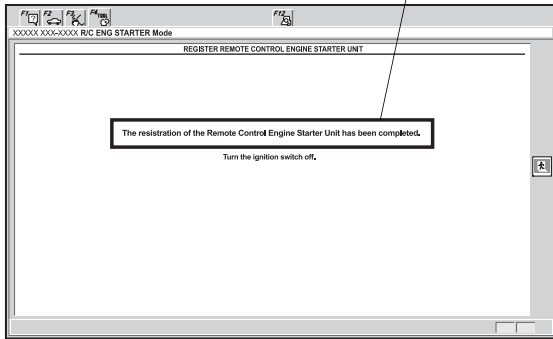 F1 F2 F3 F4 TOOL F12
XXXXX XXX-XXXX R/C ENG STARTER Mode
REGISTER REMOTE CONTROL ENGINE STARTER UNIT
The resistration of the Remote Control Engine Starter Unit has been completed.
Turn the ignition switch off.